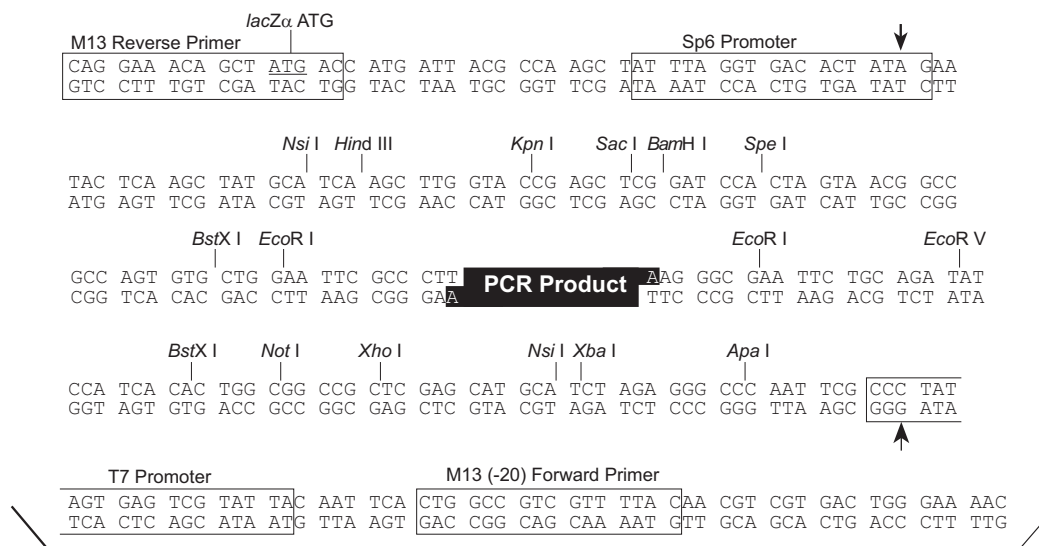 lacZα ATG
M13 Reverse Primer Sp6 Promoter
CAG GAA ACA GCT ATG ACC ATG ATT ACG CCA AGC TAT TTA GGT GAC ACT ATA GAA
GTC CTT TGT CGA TAC TGG TAC TAA TGC GGT TCG ATA AAT CCA CTG TGA TAT CTT
Nsi I Hind III Kpn I Sac I BamH I Spe I
TAC TCA AGC TAT GCA TCA AGC TTG GTA CCG AGC TCG GAT CCA CTA GTA ACG GCC
ATG AGT TCG ATA CGT AGT TCG AAC CAT GGC TCG AGC CTA GGT GAT CAT TGC CGG
BstX I EcoR I EcoR I EcoR V
GCC AGT GTG CTG GAA TTC GCC CTT PCR Product AAG GGC GAA TTC TGC AGA TAT
CGG TCA CAC GAC CTT AAG CGG GAA TTC CCG CTT AAG ACG TCT ATA
BstX I Not I Xho I Nsi I Xba I Apa I
CCA TCA CAC TGG CGG CCG CTC GAG CAT GCA TCT AGA GGG CCC AAT TCG CCC TAT
GGT AGT GTG ACC GCC GGC GAG CTC GTA CGT AGA TCT CCC GGG TTA AGC GGG ATA
T7 Promoter M13 (-20) Forward Primer
AGT GAG TCG TAT TAC AAT TCA CTG GCC GTC GTT TTA CAA CGT CGT GAC TGG GAA AAC
TCA CTC AGC ATA ATG TTA AGT GAC CGG CAG CAA AAT GTT GCA GCA CTG ACC CTT TTG